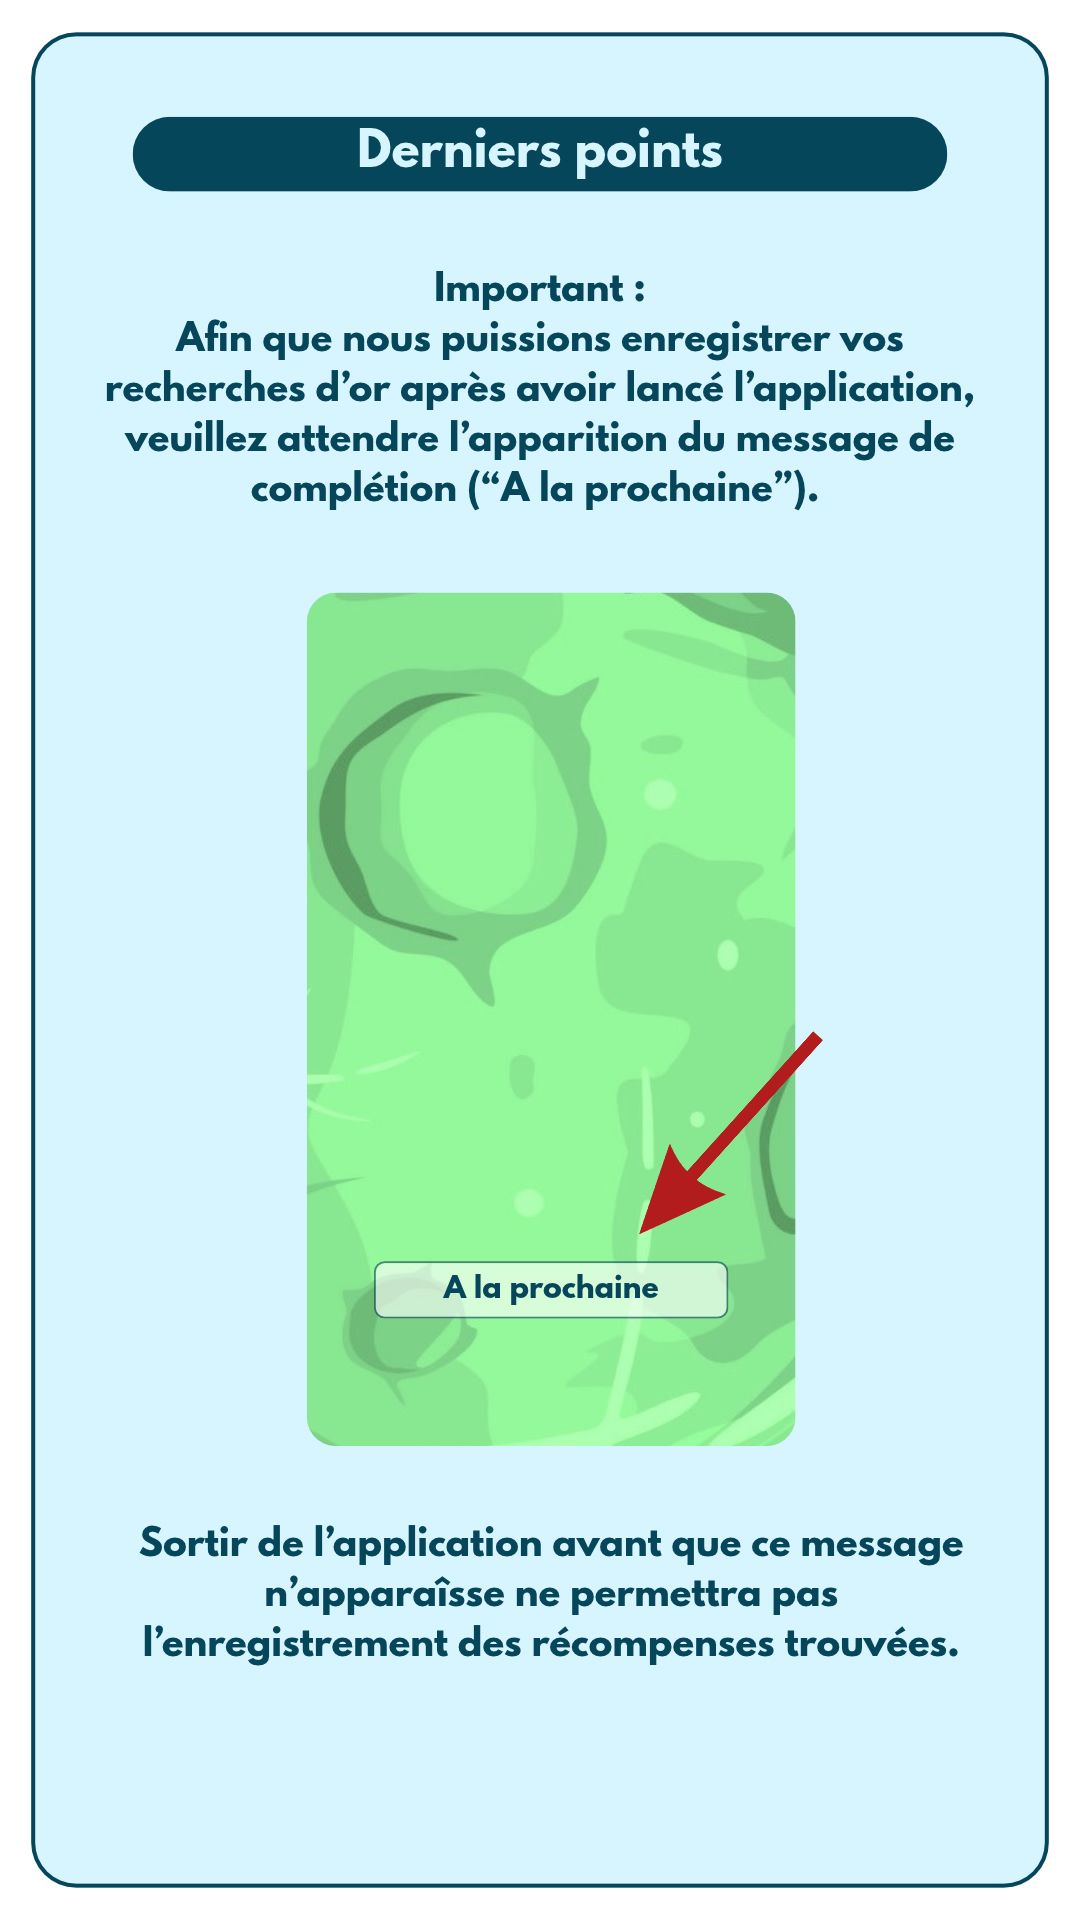 Derniers points
Important :
Afin que nous puissions enregistrer vos
recherches d’or après avoir lancé l’application,
veuillez attendre l’apparition du message de
complétion (“A la prochaine”).
A la prochaine
Sortir de l’application avant que ce message
n’apparaîsse ne permettra pas
l’enregistrement des récompenses trouvées.